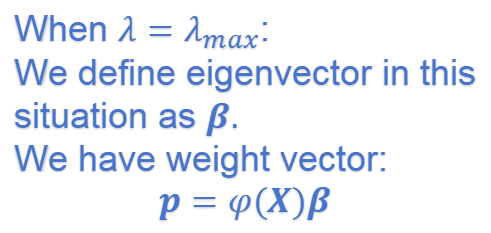 When λ = λ_max:
We define eigenvector in this
situation as β.
We have weight vector:
p = φ(X)β